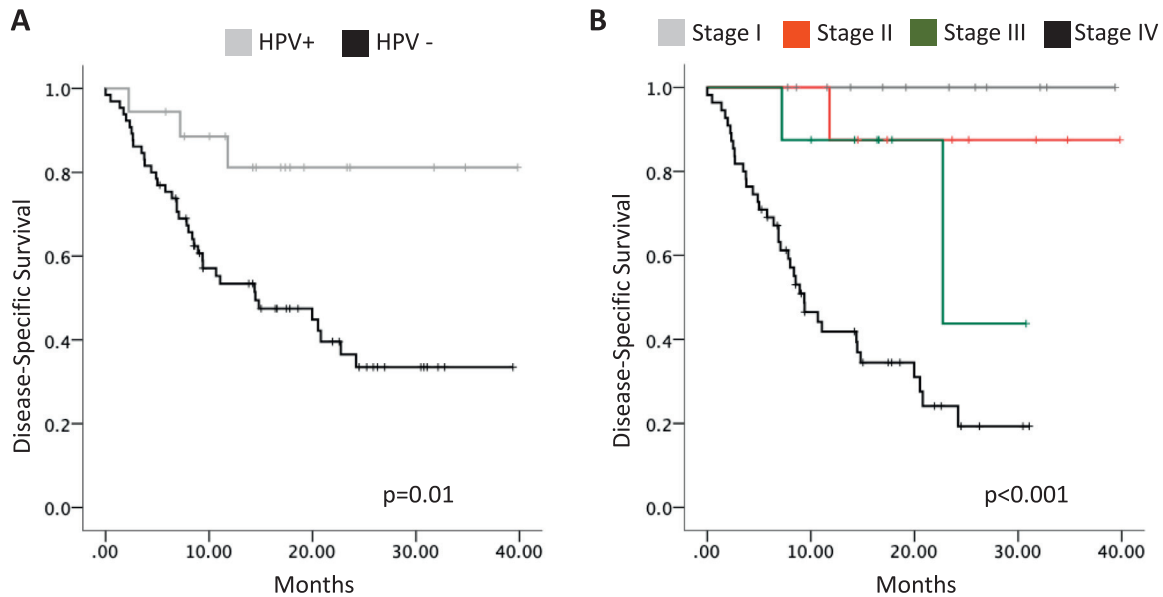 A
HPV+ HPV -
Disease-Specific Survival
1.0
0.8
0.6
0.4
0.2
0.0
p=0.01
.00 10.00 20.00 30.00 40.00
Months
B
Stage I Stage II Stage III Stage IV
Disease-Specific Survival
1.0
0.8
0.6
0.4
0.2
0.0
p<0.001
.00 10.00 20.00 30.00 40.00
Months